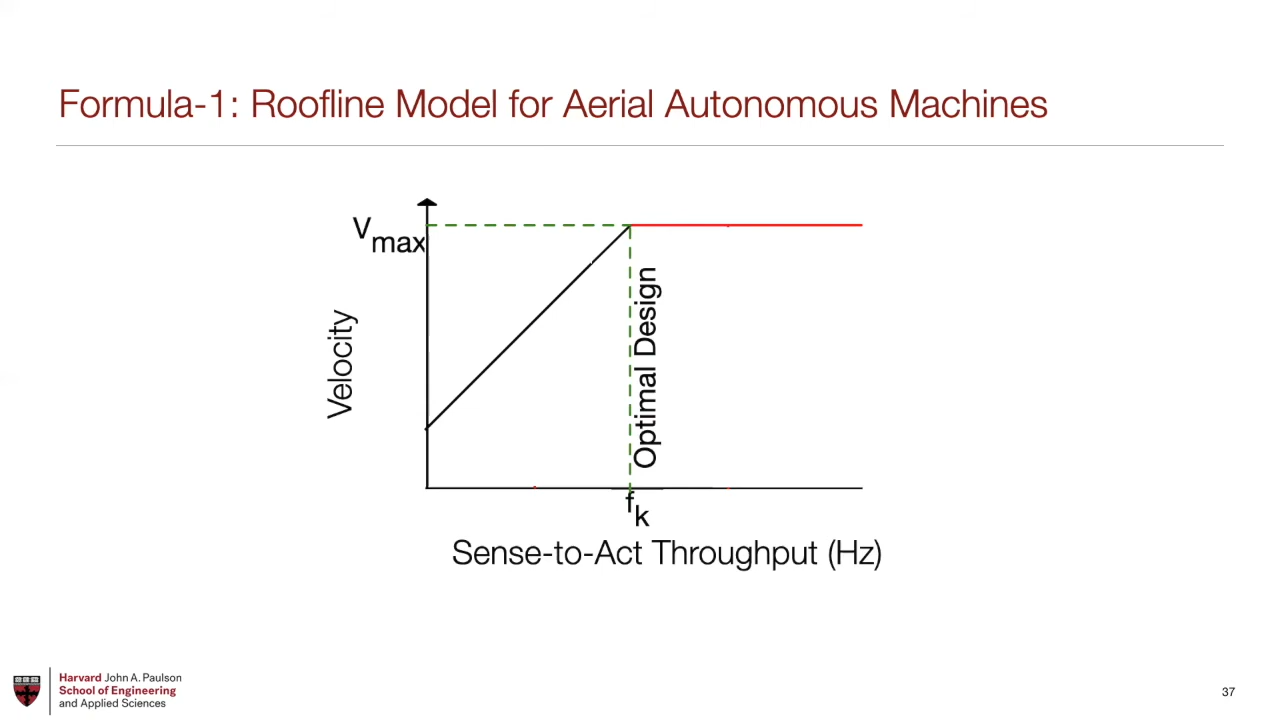 Formula-1: Roofline Model for Aerial Autonomous Machines
Vmax
Velocity
Optimal Design
fk
Sense-to-Act Throughput (Hz)
Harvard John A. Paulson
School of Engineering
and Applied Sciences
37